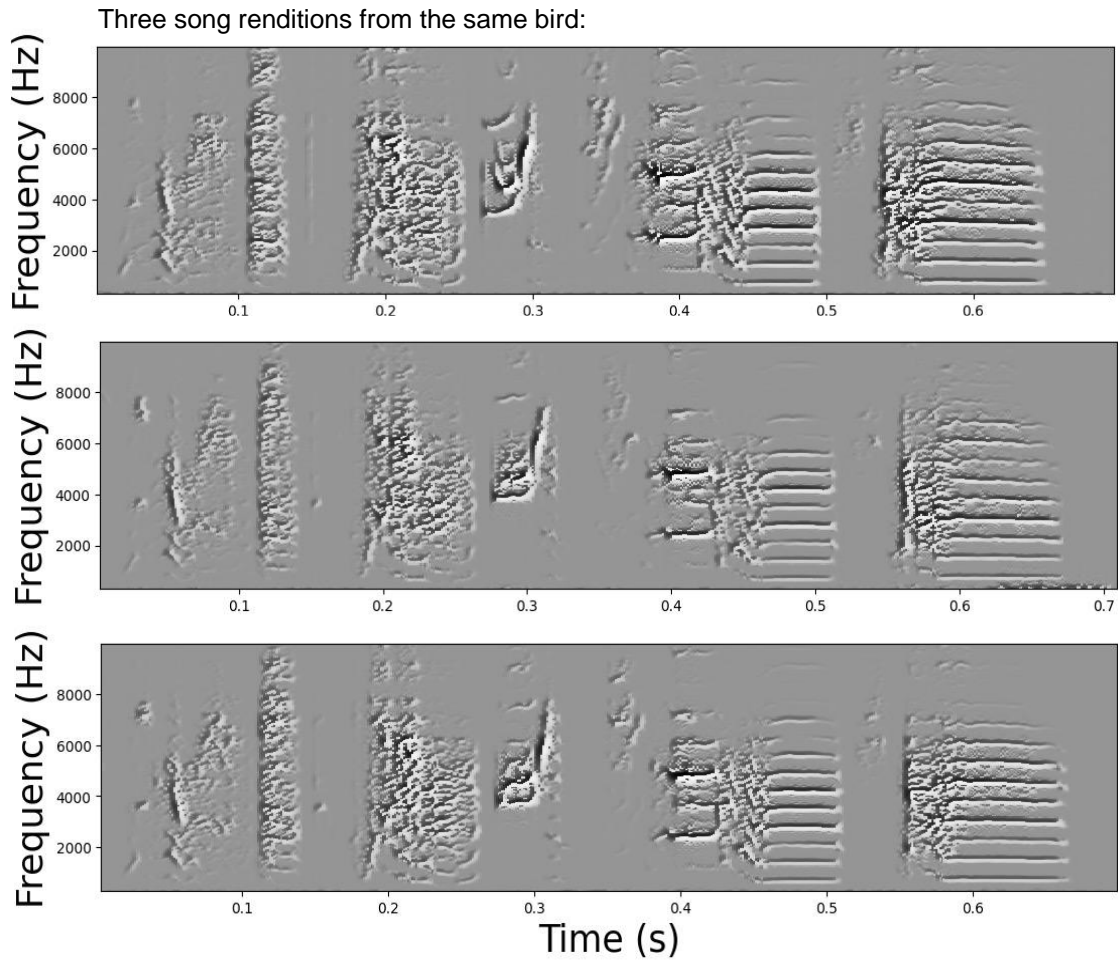 Three song renditions from the same bird:
Frequency (Hz)
8000
6000
4000
2000
0.1 0.2 0.3 0.4 0.5 0.6
Frequency (Hz)
8000
6000
4000
2000
0.1 0.2 0.3 0.4 0.5 0.6 0.7
Frequency (Hz)
8000
6000
4000
2000
0.1 0.2 0.3 0.4 0.5 0.6
Time (s)